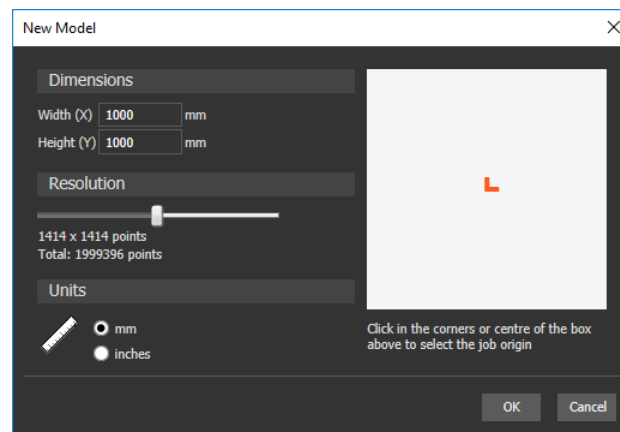 New Model
Dimensions
Width (X) 1000 mm
Height (Y) 1000 mm
Resolution
1414 x 1414 points
Total: 1999396 points
Units
mm
inches
Click in the corners or centre of the box
above to select the job origin
OK Cancel